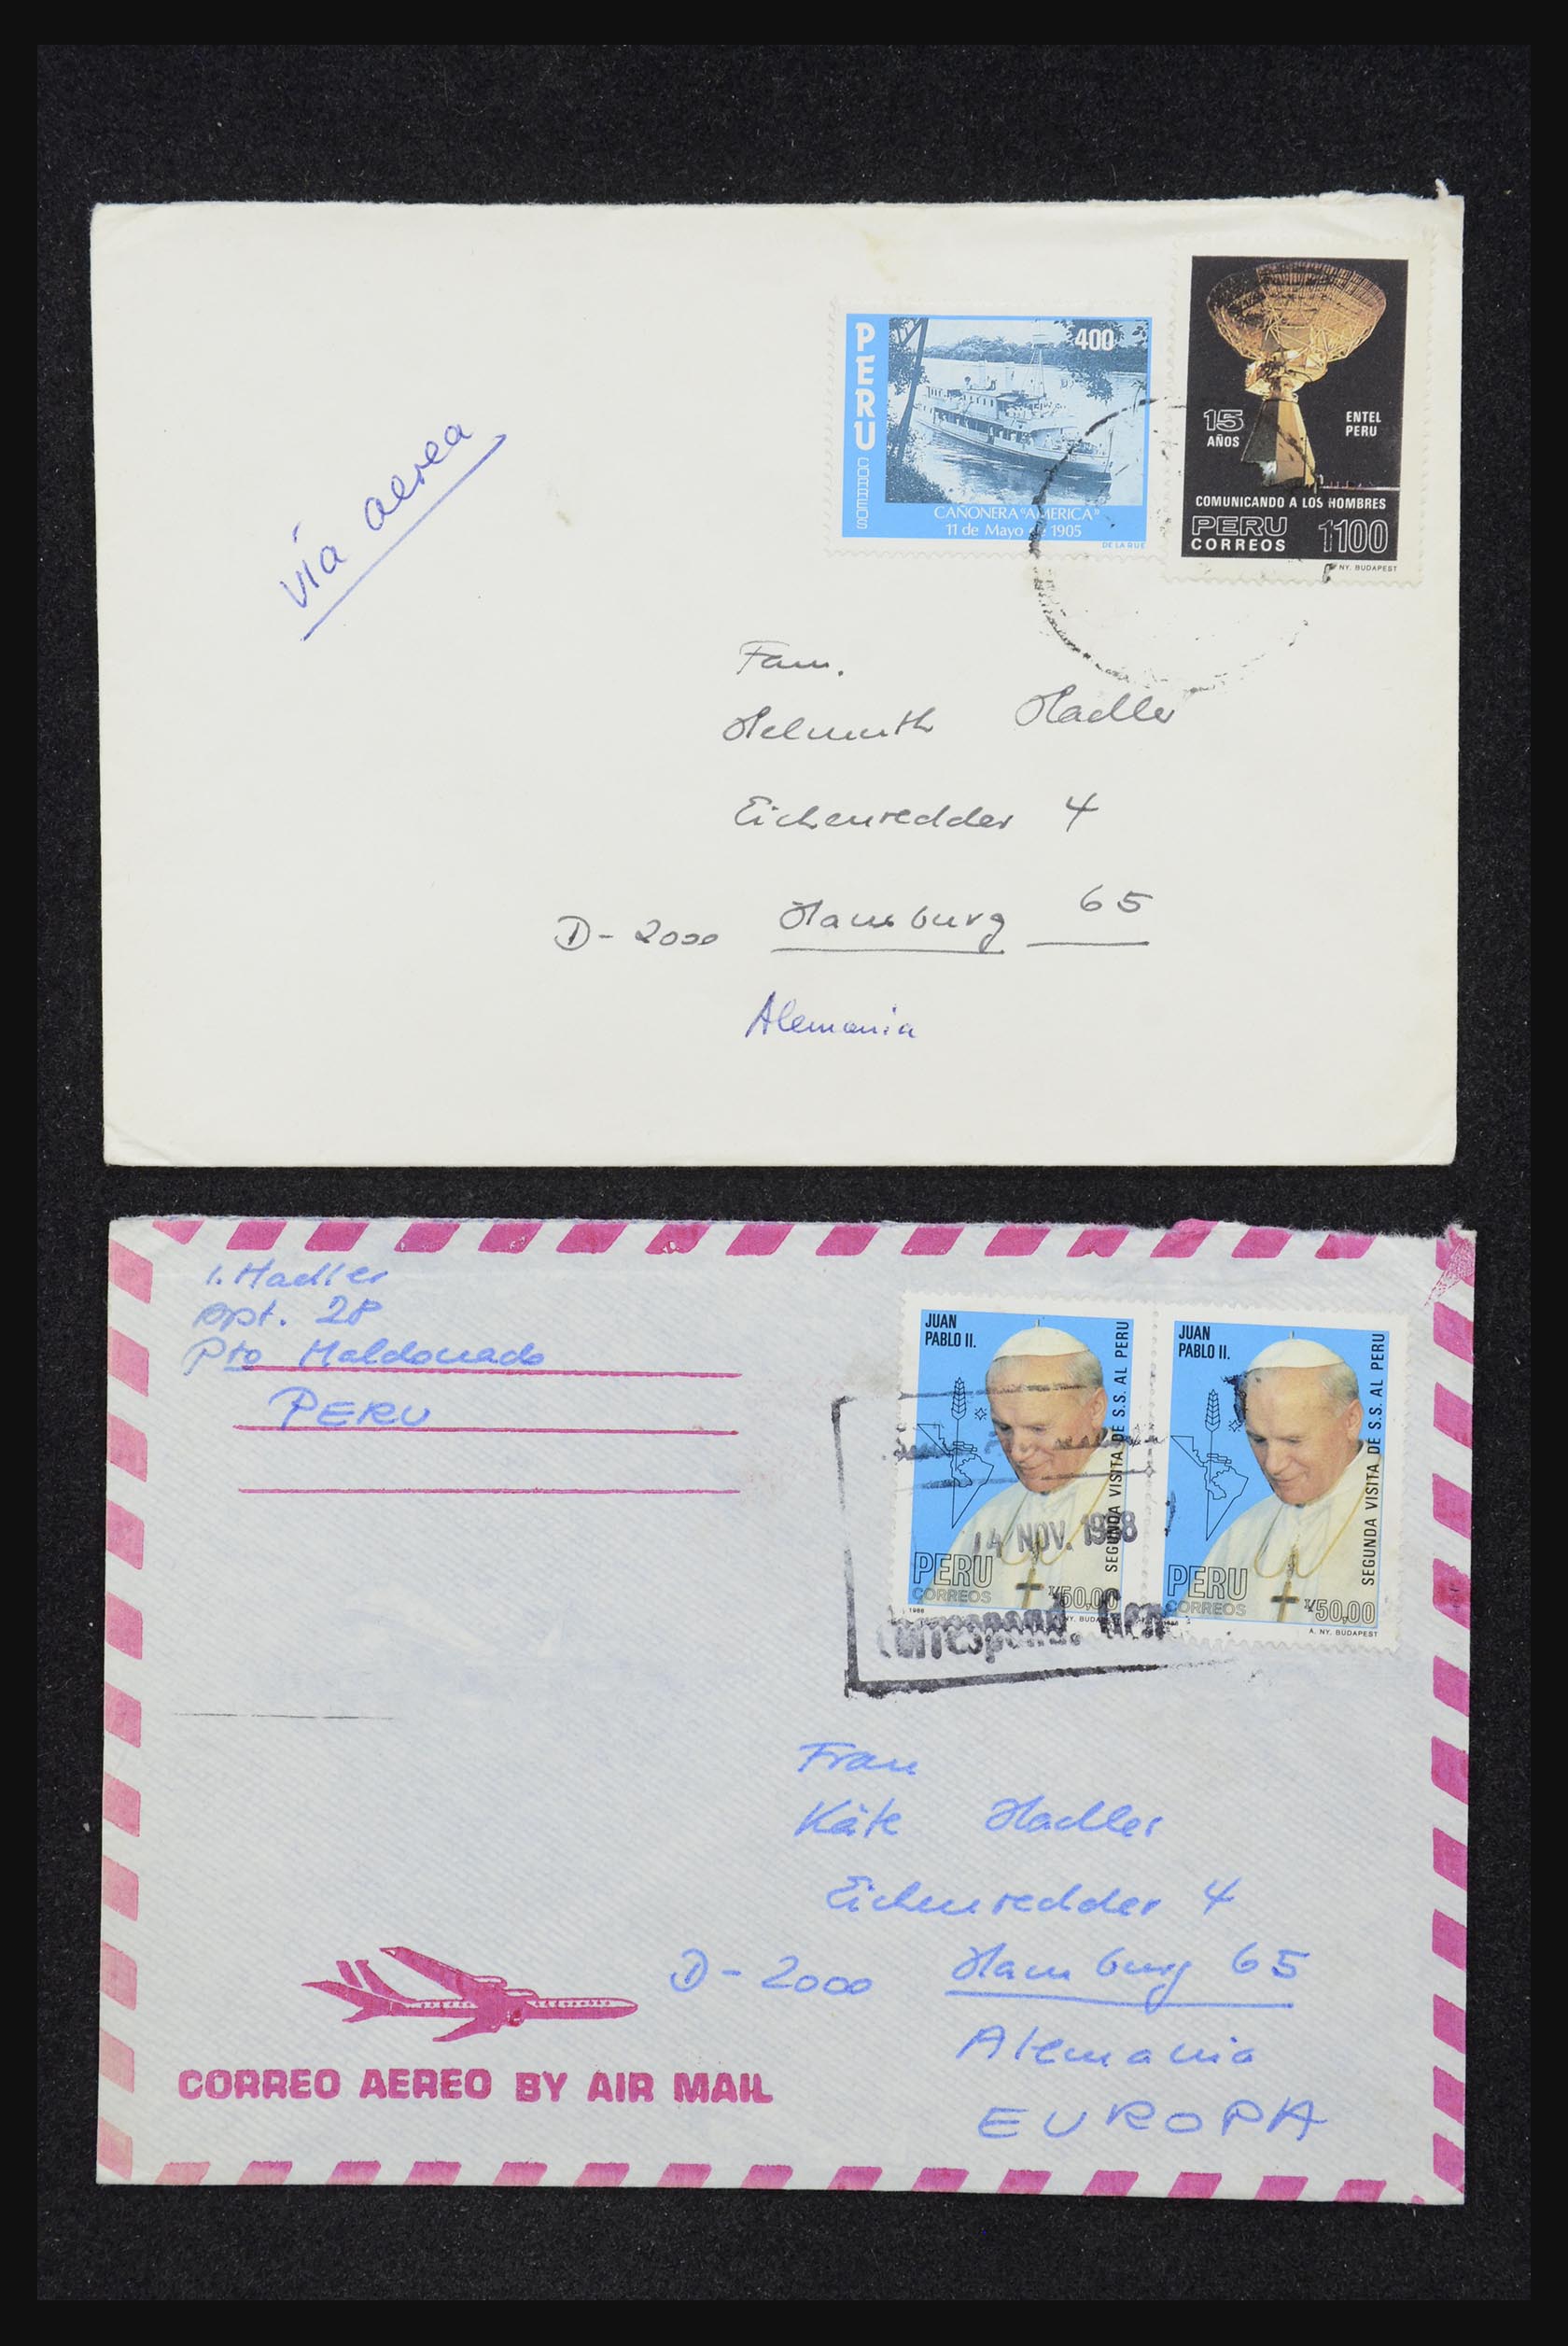 PERU
CORREOS
400
CAÑONERA "AMERICA"
11 de Mayo de 1905
DE LA RUE
15
AÑOS
ENTEL
PERU
COMUNICANDO A LOS HOMBRES
PERU
CORREOS
1100
NY. BUDAPEST
vía aerea
Fam.
Helmuth Hadler
Eichenredder 4
D-2000 Hamburg 65
Alemania
I. Hadler
Apt. 28
Pto Maldonado
PERU
JUAN
PABLO II.
SEGUNDA VISITA DE S.S. AL PERU
PERU
CORREOS
I/50,00
1988
NY. BUDAPEST
JUAN
PABLO II.
SEGUNDA VISITA DE S.S. AL PERU
PERU
CORREOS
I/50,00
A. NY. BUDAPEST
14 NOV. 1988
Correspond. Gen
Frau
Käte Hadler
Eichenredder 4
D-2000 Hamburg 65
Alemania
EUROPA
CORREO AEREO BY AIR MAIL